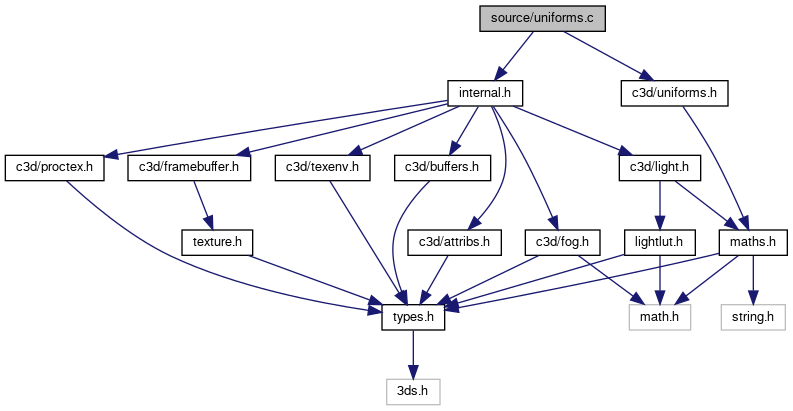 source/uniforms.c
internal.h
c3d/uniforms.h
c3d/proctex.h
c3d/framebuffer.h
c3d/texenv.h
c3d/buffers.h
c3d/light.h
texture.h
c3d/attribs.h
c3d/fog.h
lightlut.h
maths.h
types.h
math.h
string.h
3ds.h